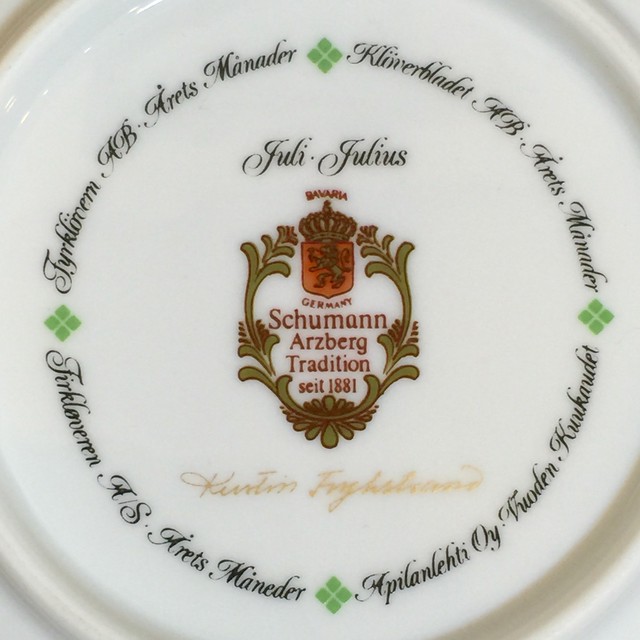 Fyrklövern AB · Årets Månader
Klöverbladet AB · Årets Månader
Firkløveren A/S · Årets Måneder
Apilanlehti Oy · Vuoden Kuukaudet
Juli · Julius
BAVARIA
GERMANY
Schumann
Arzberg
Tradition
seit 1881